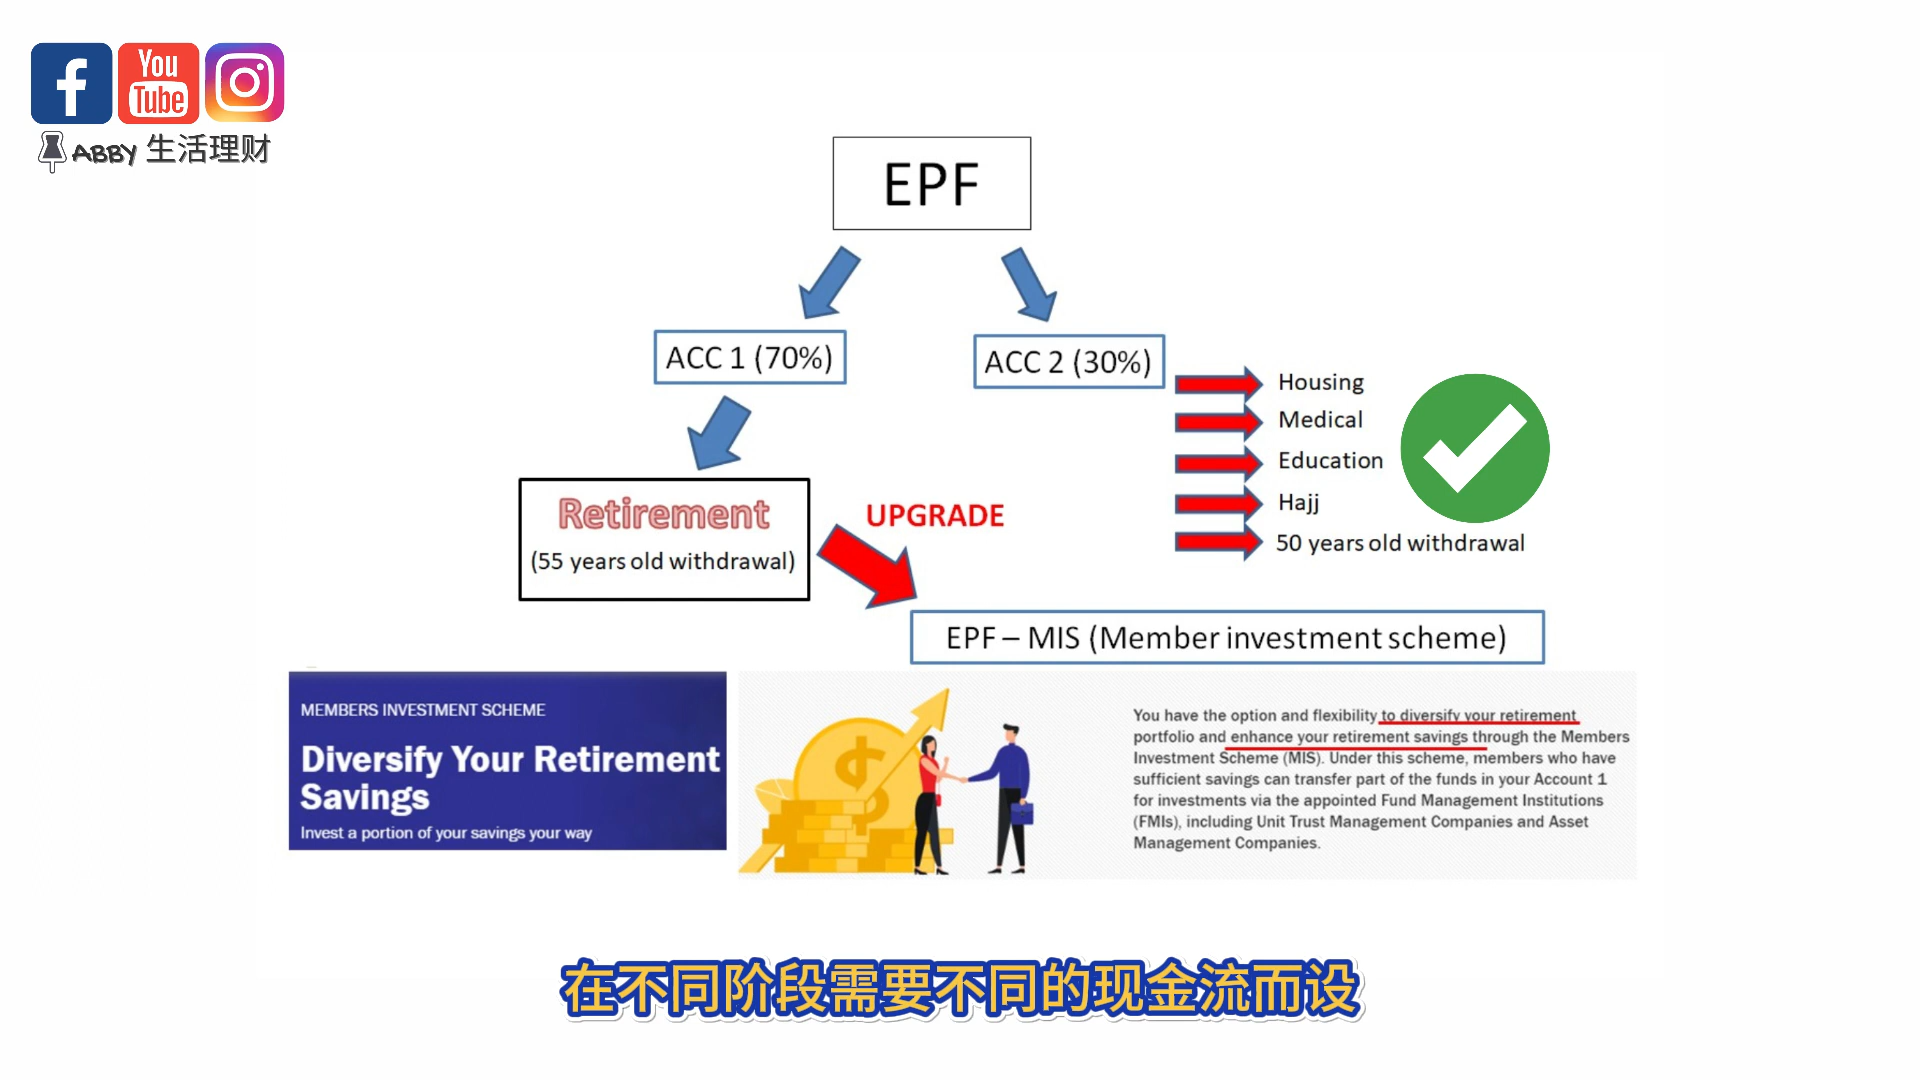 f
You
Tube
ABBY 生活理财
EPF
ACC 1 (70%)
ACC 2 (30%)
Housing
Medical
Education
Hajj
50 years old withdrawal
Retirement
(55 years old withdrawal)
UPGRADE
EPF – MIS (Member investment scheme)
MEMBERS INVESTMENT SCHEME
Diversify Your Retirement
Savings
Invest a portion of your savings your way
You have the option and flexibility to diversify your retirement
portfolio and enhance your retirement savings through the Members
Investment Scheme (MIS). Under this scheme, members who have
sufficient savings can transfer part of the funds in your Account 1
for investments via the appointed Fund Management Institutions
(FMIs), including Unit Trust Management Companies and Asset
Management Companies.
在不同阶段需要不同的现金流而设